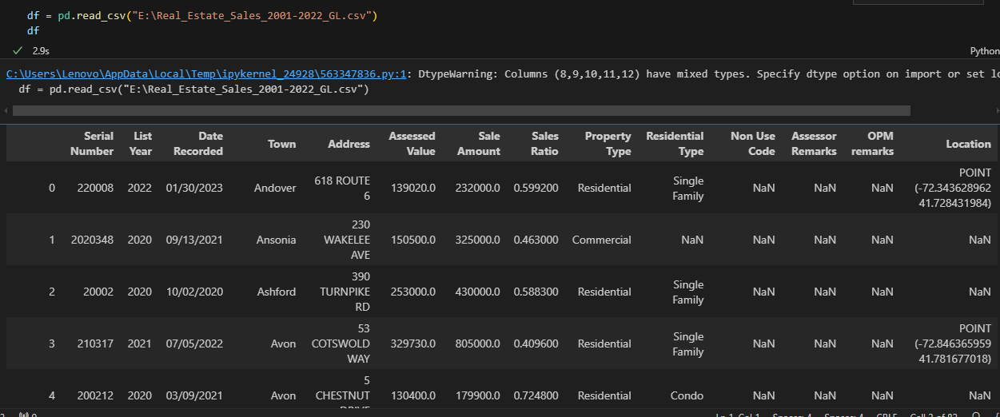 df = pd.read_csv("E:\Real_Estate_Sales_2001-2022_GL.csv")
df
2.9s
Python
C:\Users\Lenovo\AppData\Local\Temp\ipykernel_24928\563347836.py:1: DtypeWarning: Columns (8,9,10,11,12) have mixed types. Specify dtype option on import or set lo
df = pd.read_csv("E:\Real_Estate_Sales_2001-2022_GL.csv")
Serial Number List Year Date Recorded Town Address Assessed Value Sale Amount Sales Ratio Property Type Residential Type Non Use Code Assessor Remarks OPM remarks Location
0 220008 2022 01/30/2023 Andover 618 ROUTE 6 139020.0 232000.0 0.599200 Residential Single Family NaN NaN NaN POINT (-72.343628962 41.728431984)
1 2020348 2020 09/13/2021 Ansonia 230 WAKELEE AVE 150500.0 325000.0 0.463000 Commercial NaN NaN NaN NaN NaN
2 20002 2020 10/02/2020 Ashford 390 TURNPIKE RD 253000.0 430000.0 0.588300 Residential Single Family NaN NaN NaN NaN
3 210317 2021 07/05/2022 Avon 53 COTSWOLD WAY 329730.0 805000.0 0.409600 Residential Single Family NaN NaN NaN POINT (-72.846365959 41.781677018)
4 200212 2020 03/09/2021 Avon 5 CHESTNUT DRIVE 130400.0 179900.0 0.724800 Residential Condo NaN NaN NaN NaN